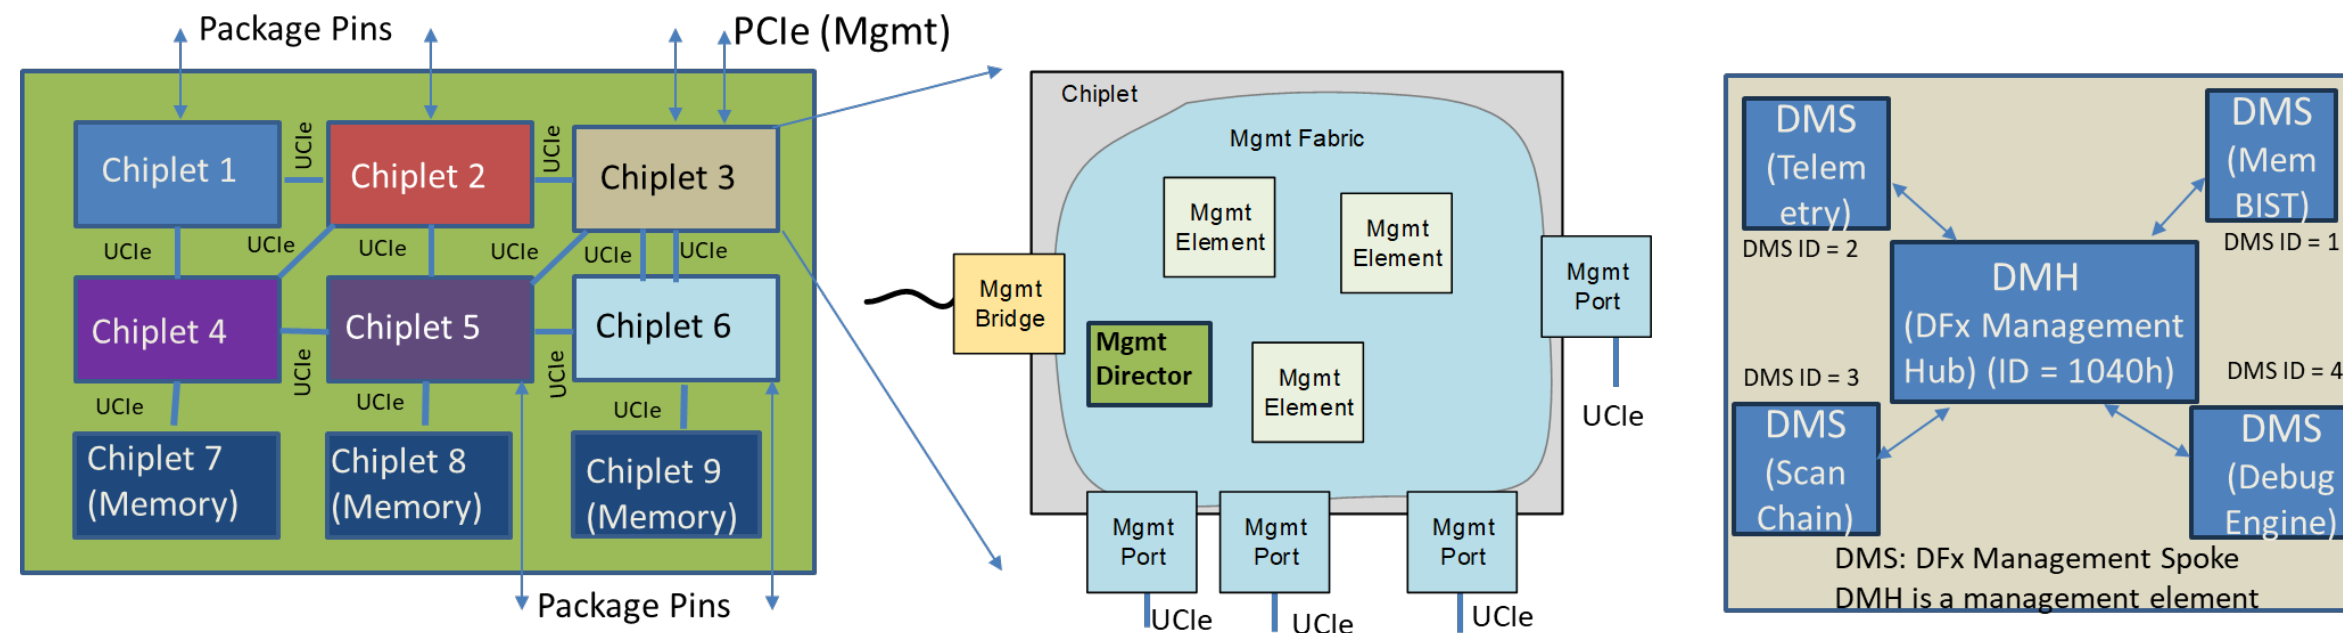 Package Pins
PCIe (Mgmt)
Chiplet 1
UCIe
Chiplet 2
UCIe
Chiplet 3
UCIe
UCIe
UCIe
UCIe
UCIe
UCIe
Chiplet 4
UCIe
Chiplet 5
UCIe
Chiplet 6
UCIe
UCIe
UCIe
Chiplet 7
(Memory)
Chiplet 8
(Memory)
Chiplet 9
(Memory)
Package Pins
Chiplet
Mgmt Fabric
Mgmt
Element
Mgmt
Element
Mgmt
Bridge
Mgmt
Director
Mgmt
Element
Mgmt
Port
UCIe
Mgmt
Port
Mgmt
Port
Mgmt
Port
UCIe
UCIe
UCIe
DMS
(Telem
etry)
DMS ID = 2
DMS
(Mem
BIST)
DMS ID = 1
DMH
(DFx Management
Hub) (ID = 1040h)
DMS ID = 3
DMS
(Scan
Chain)
DMS ID = 4
DMS
(Debug
Engine)
DMS: DFx Management Spoke
DMH is a management element